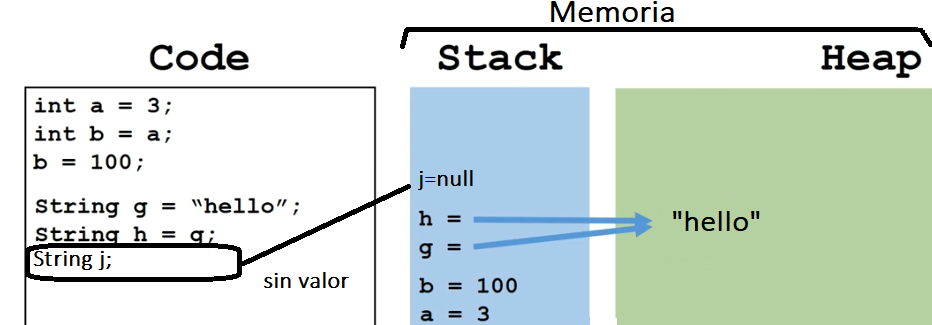 Memoria
Code
Stack
Heap
int a = 3;
int b = a;
b = 100;
String g = “hello”;
String h = g;
String j;
sin valor
j=null
h =
g =
b = 100
a = 3
"hello"